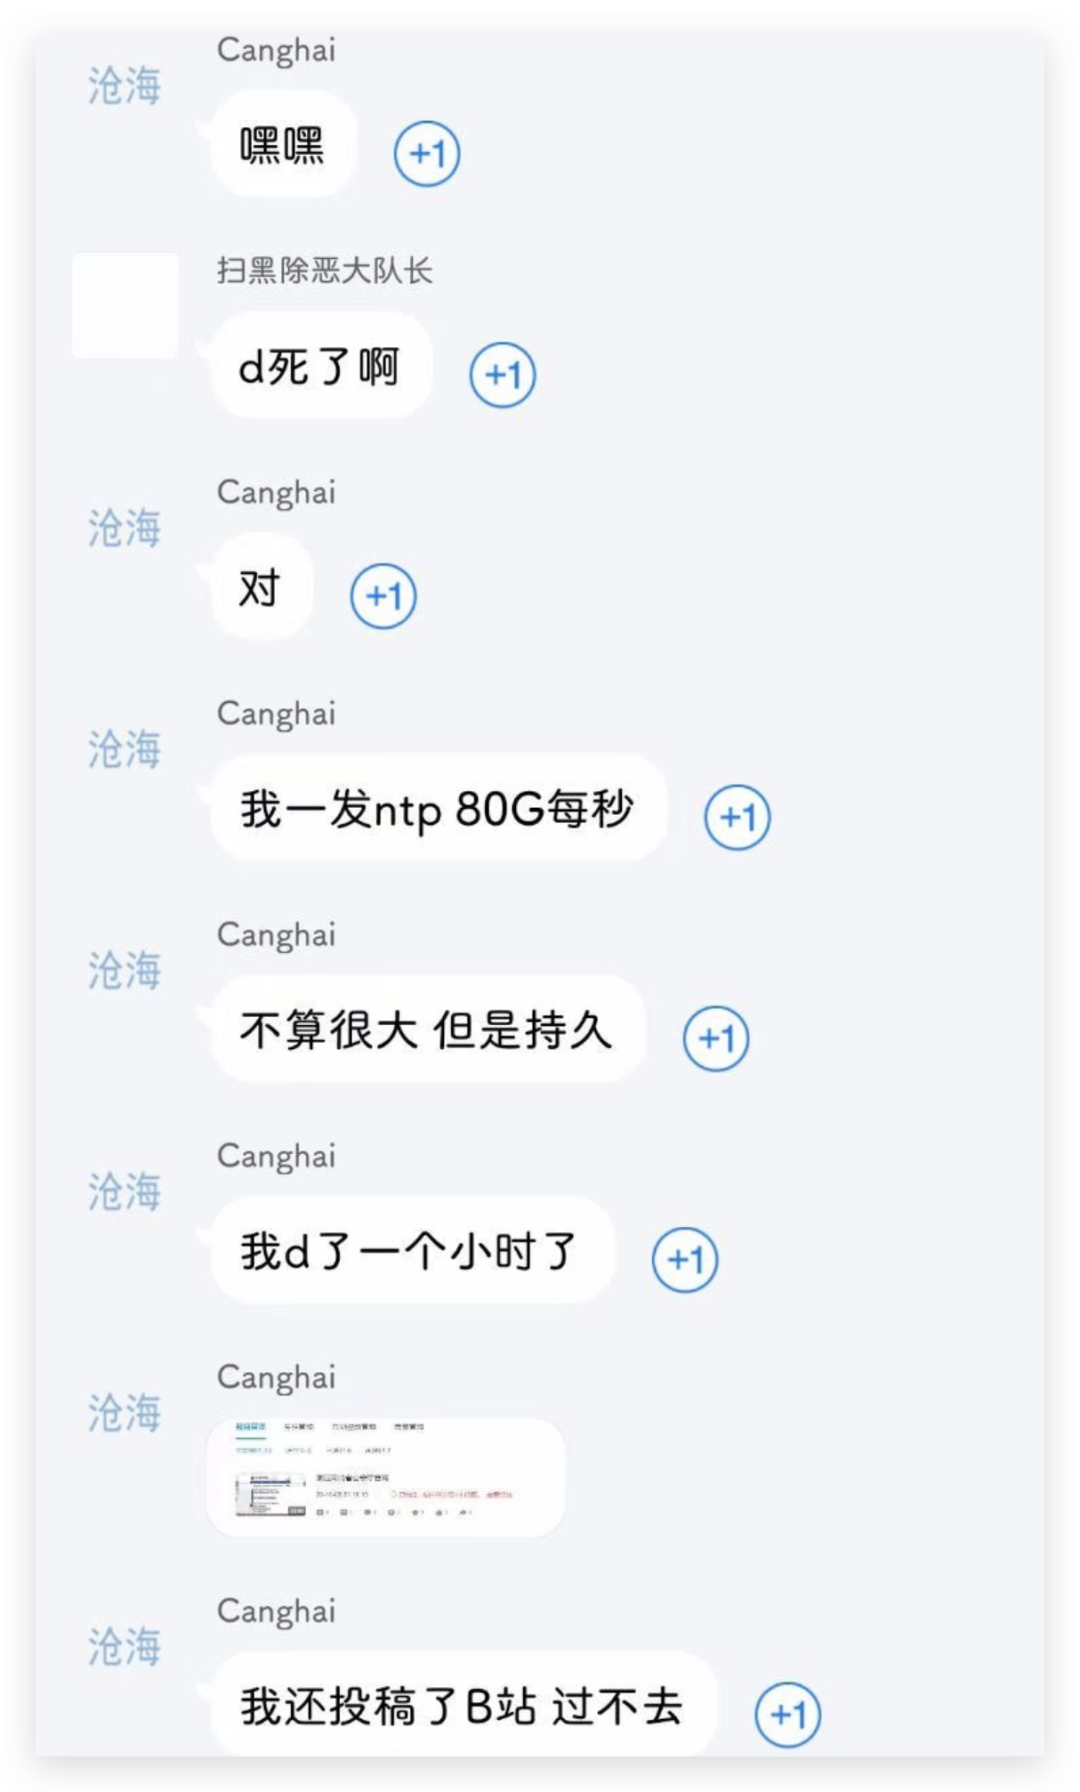 Canghai
沧海
嘿嘿
+1
扫黑除恶大队长
d死了啊
+1
Canghai
沧海
对
+1
Canghai
沧海
我一发ntp 80G每秒
+1
Canghai
沧海
不算很大 但是持久
+1
Canghai
沧海
我d了一个小时了
+1
Canghai
沧海
Canghai
沧海
我还投稿了B站 过不去
+1